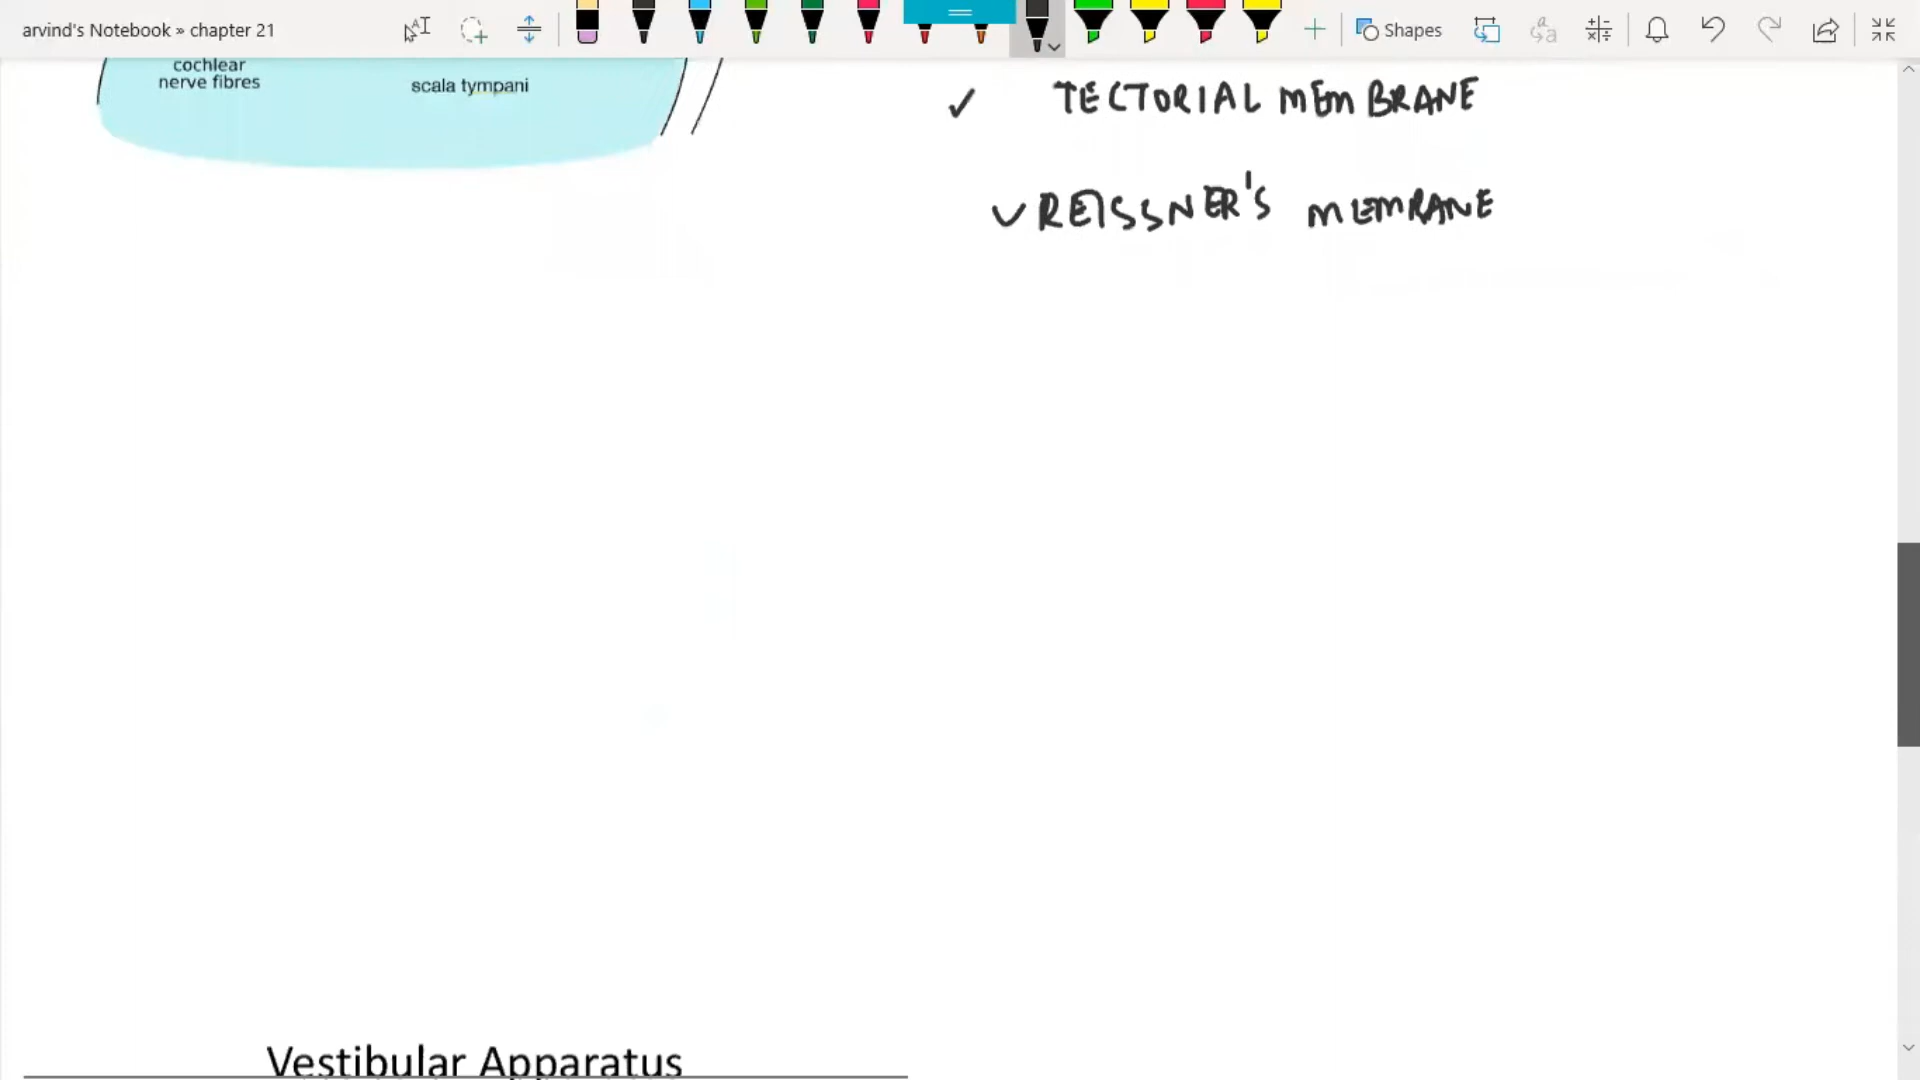 arvind's Notebook » chapter 21
Shapes
cochlear
nerve fibres
scala tympani
TECTORIAL MEMBRANE
REISSNER'S MEMRANE
Vestibular Apparatus